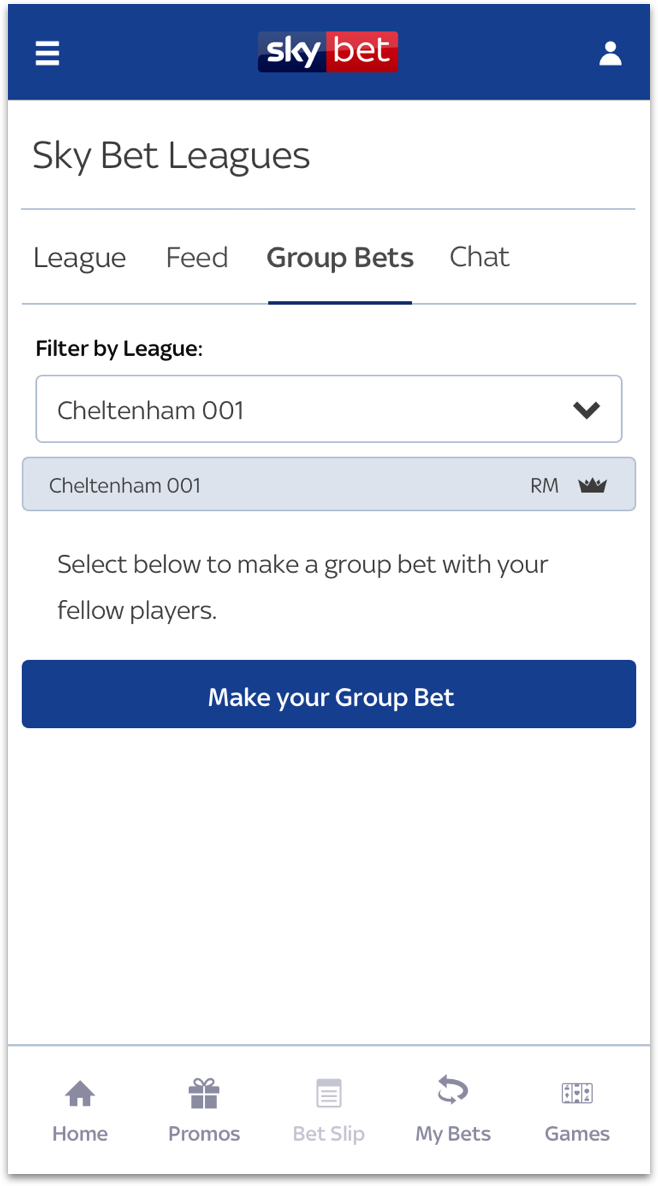 sky bet
Sky Bet Leagues
League Feed Group Bets Chat
Filter by League:
Cheltenham 001
Cheltenham 001 RM
Select below to make a group bet with your
fellow players.
Make your Group Bet
Home Promos Bet Slip My Bets Games